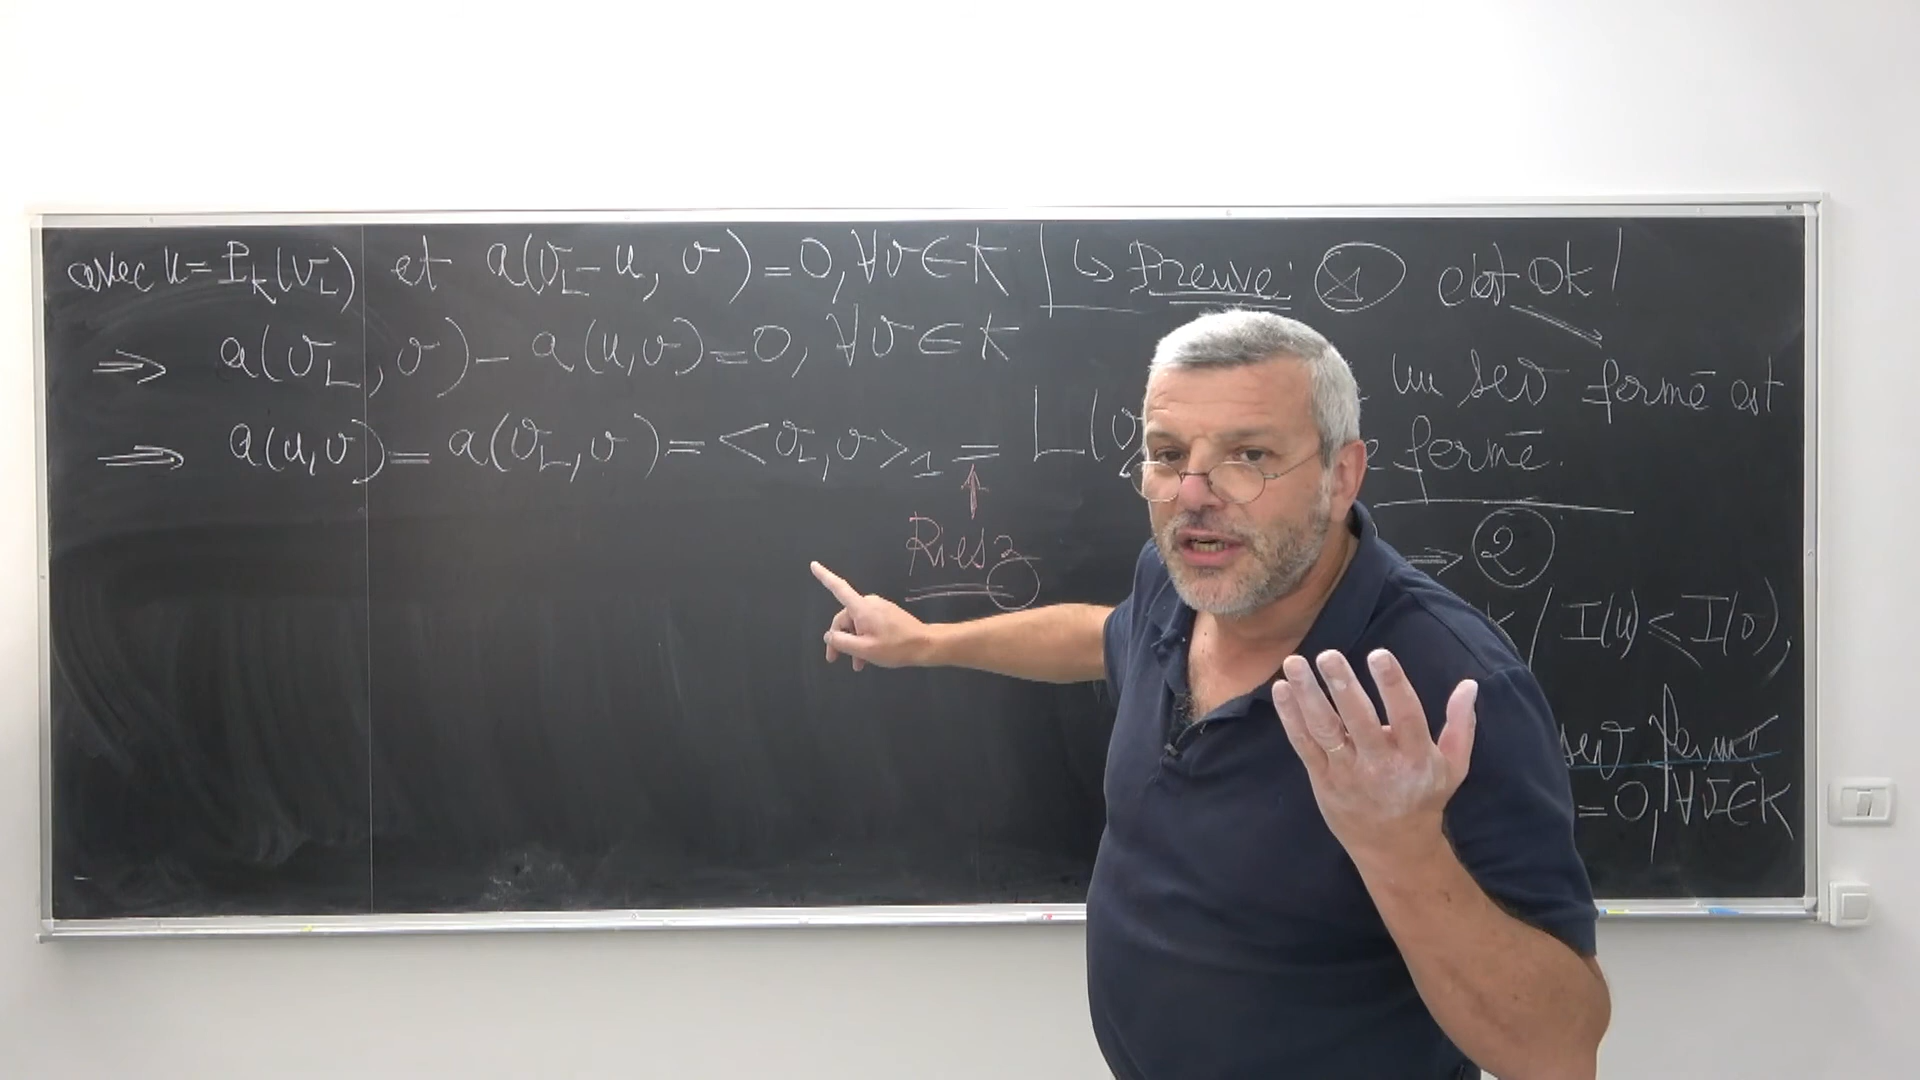 avec u = P_K(v_L) et a(v_L - u, v) = 0, ∀v ∈ K
⇒ a(v_L, v) - a(u, v) = 0, ∀v ∈ K
⇒ a(u, v) = a(v_L, v) = <v_L, v>_1 = L(v
↑
Riesz
↳ Preuve: ① c'est OK!
un sev fermé est
e fermé.
⇒ ②
K / I(u) ≤ I(v),
sev fermé
= 0, ∀v ∈ K